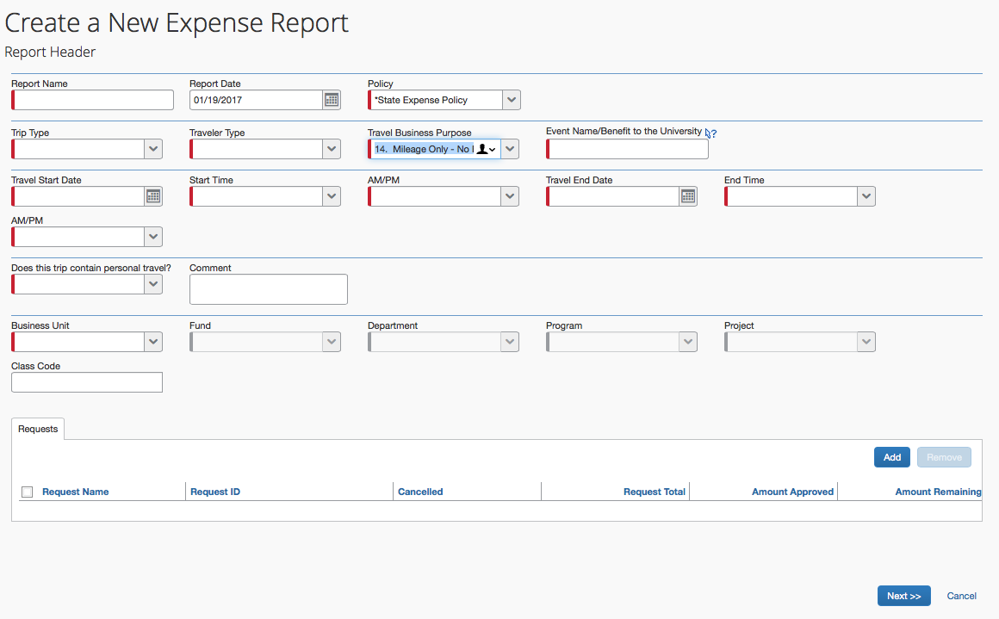 Create a New Expense Report
Report Header
Report Name Report Date Policy
01/19/2017 *State Expense Policy
Trip Type Traveler Type Travel Business Purpose Event Name/Benefit to the University ?
14. Mileage Only - No
Travel Start Date Start Time AM/PM Travel End Date End Time
AM/PM
Does this trip contain personal travel? Comment
Business Unit Fund Department Program Project
Class Code
Requests
Add Remove
Request Name Request ID Cancelled Request Total Amount Approved Amount Remaining
Next >> Cancel